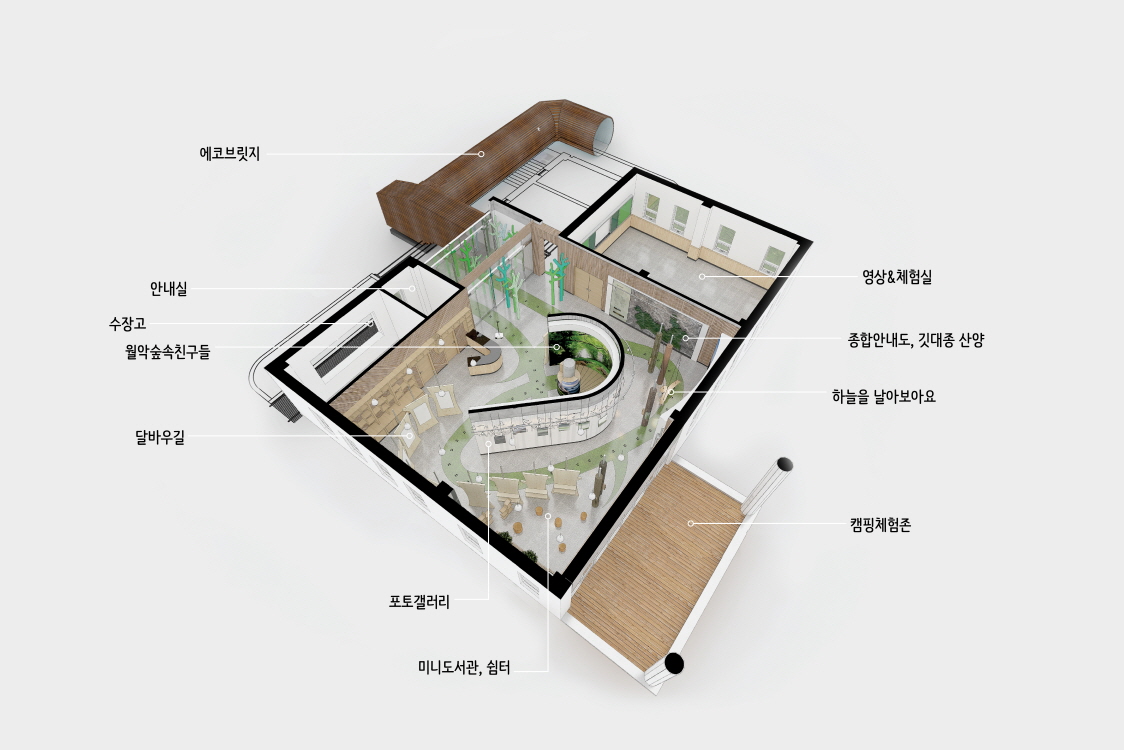 에코브릿지
안내실
수장고
월악숲속친구들
달바우길
포토갤러리
미니도서관, 쉼터
영상&체험실
종합안내도, 깃대종 산양
하늘을 날아보아요
캠핑체험존